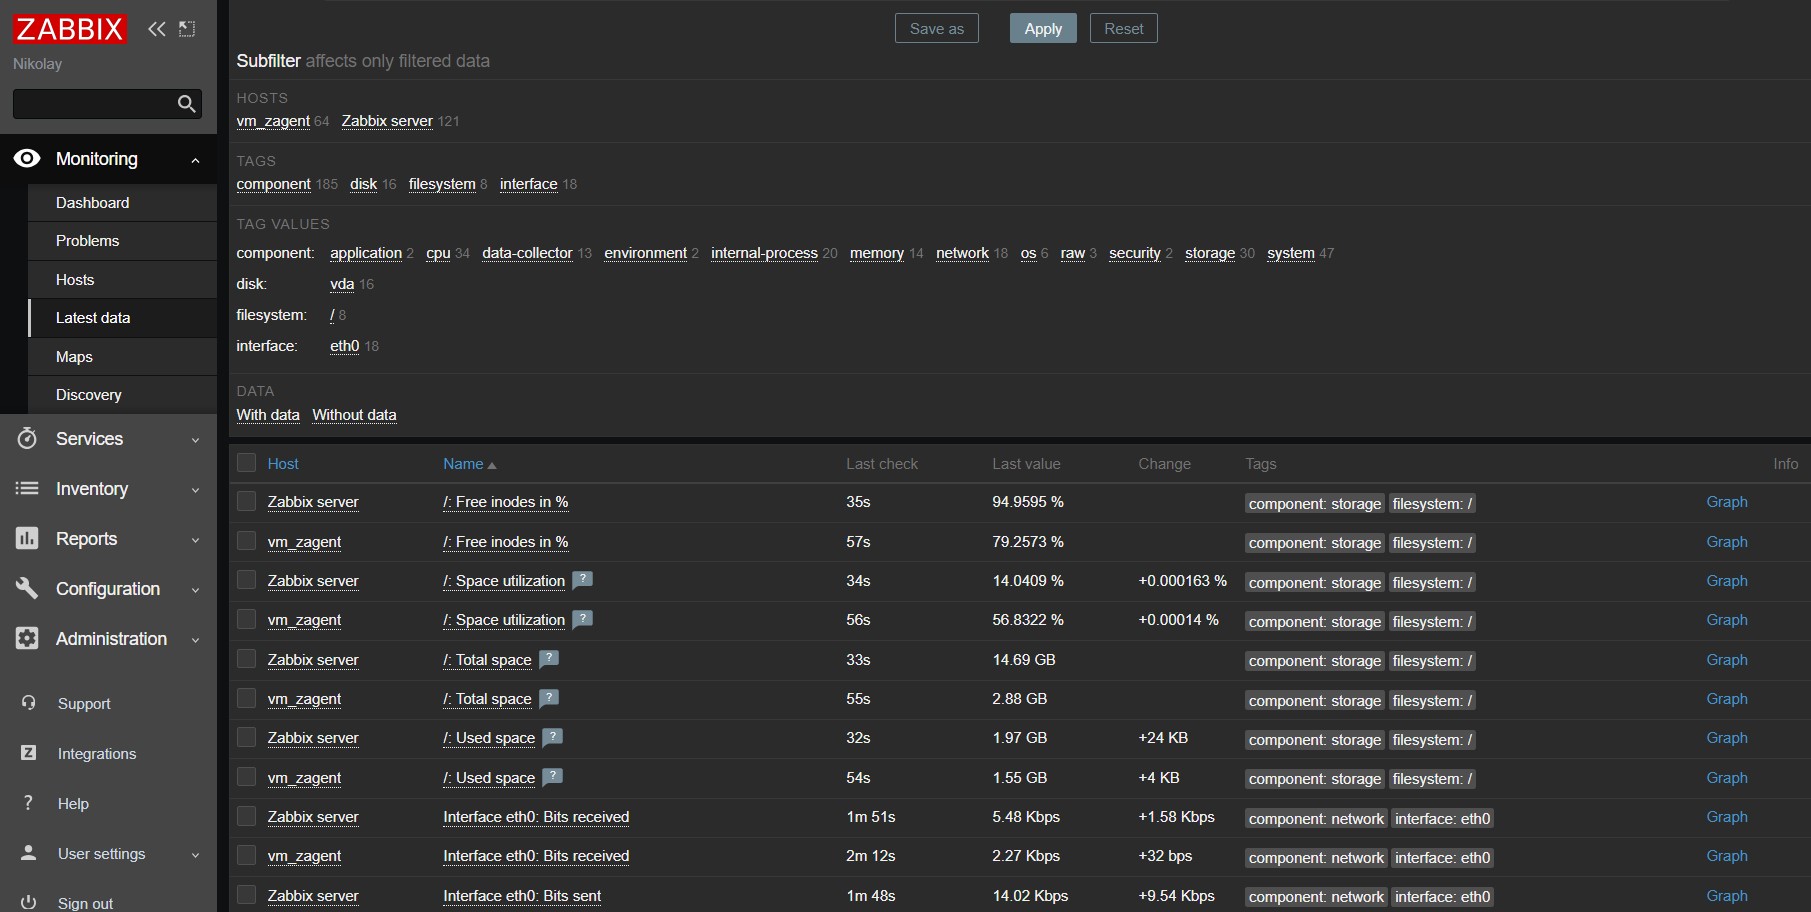 ZABBIX
Nikolay
Monitoring
Dashboard
Problems
Hosts
Latest data
Maps
Discovery
Services
Inventory
Reports
Configuration
Administration
Support
Z Integrations
? Help
User settings
Sign out
Save as Apply Reset
Subfilter affects only filtered data
HOSTS
vm_zagent 64 Zabbix server 121
TAGS
component 185 disk 16 filesystem 8 interface 18
TAG VALUES
component: application 2 cpu 34 data-collector 13 environment 2 internal-process 20 memory 14 network 18 os 6 raw 3 security 2 storage 30 system 47
disk: vda 16
filesystem: / 8
interface: eth0 18
DATA
With data Without data
Host Name Last check Last value Change Tags Info
Zabbix server /: Free inodes in % 35s 94.9595 % component: storage filesystem: / Graph
vm_zagent /: Free inodes in % 57s 79.2573 % component: storage filesystem: / Graph
Zabbix server /: Space utilization ? 34s 14.0409 % +0.000163 % component: storage filesystem: / Graph
vm_zagent /: Space utilization ? 56s 56.8322 % +0.00014 % component: storage filesystem: / Graph
Zabbix server /: Total space ? 33s 14.69 GB component: storage filesystem: / Graph
vm_zagent /: Total space ? 55s 2.88 GB component: storage filesystem: / Graph
Zabbix server /: Used space ? 32s 1.97 GB +24 KB component: storage filesystem: / Graph
vm_zagent /: Used space ? 54s 1.55 GB +4 KB component: storage filesystem: / Graph
Zabbix server Interface eth0: Bits received 1m 51s 5.48 Kbps +1.58 Kbps component: network interface: eth0 Graph
vm_zagent Interface eth0: Bits received 2m 12s 2.27 Kbps +32 bps component: network interface: eth0 Graph
Zabbix server Interface eth0: Bits sent 1m 48s 14.02 Kbps +9.54 Kbps component: network interface: eth0 Graph